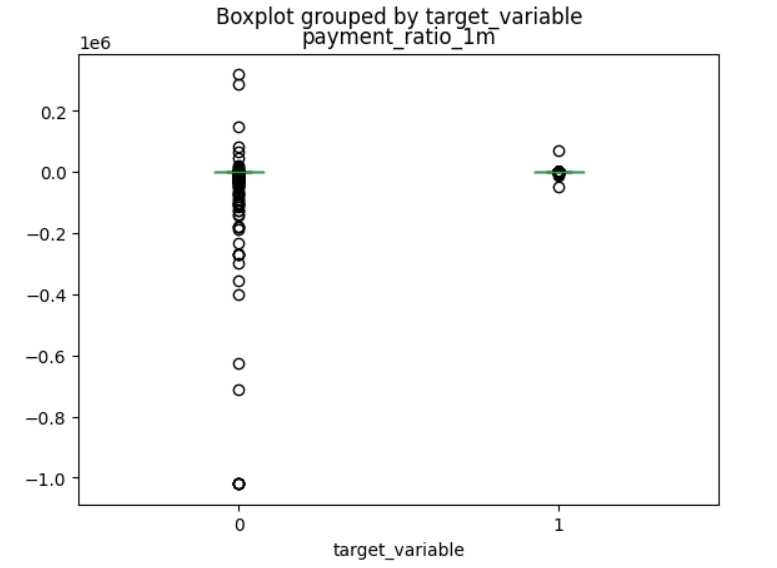 Boxplot grouped by target_variable
payment_ratio_1m
1e6
0.2
0.0
−0.2
−0.4
−0.6
−0.8
−1.0
0 1
target_variable